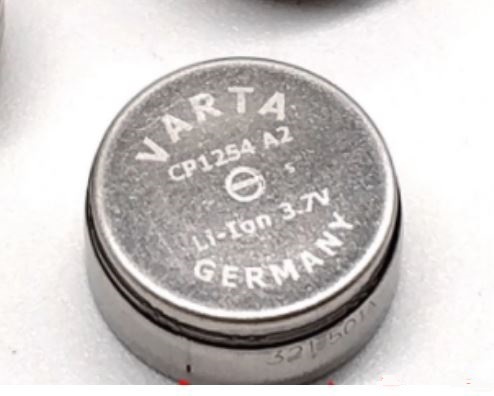 VARTA
CP1254 A2
Li-Ion 3.7V
GERMANY